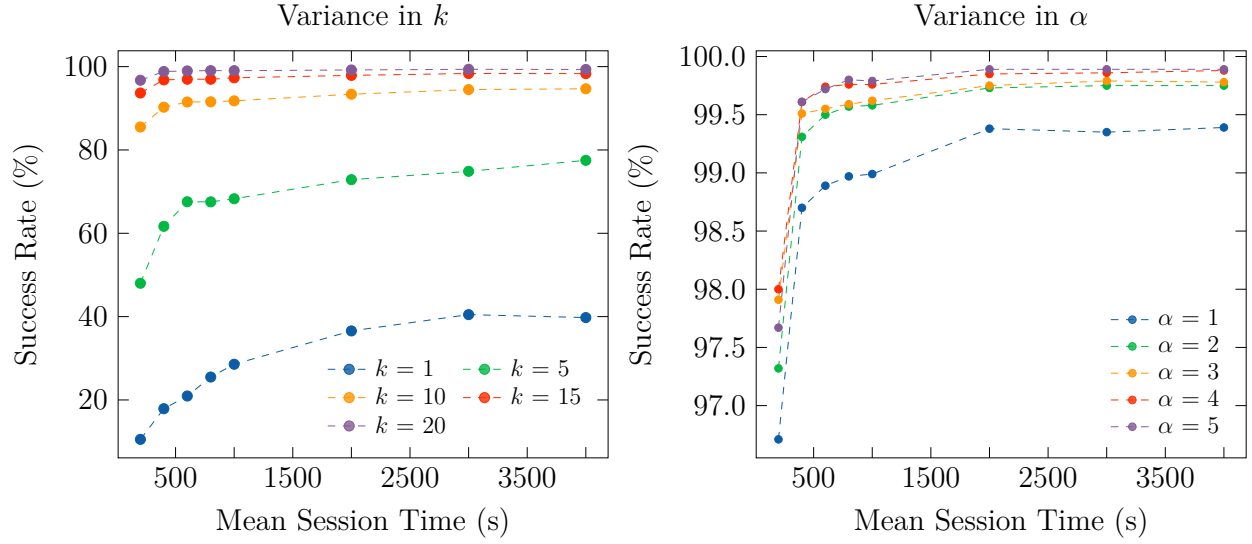 Variance in k
Success Rate (%)
100
80
60
40
20
500
1500
2500
3500
Mean Session Time (s)
k = 1
k = 5
k = 10
k = 15
k = 20
Variance in α
Success Rate (%)
100.0
99.5
99.0
98.5
98.0
97.5
97.0
500
1500
2500
3500
Mean Session Time (s)
α = 1
α = 2
α = 3
α = 4
α = 5